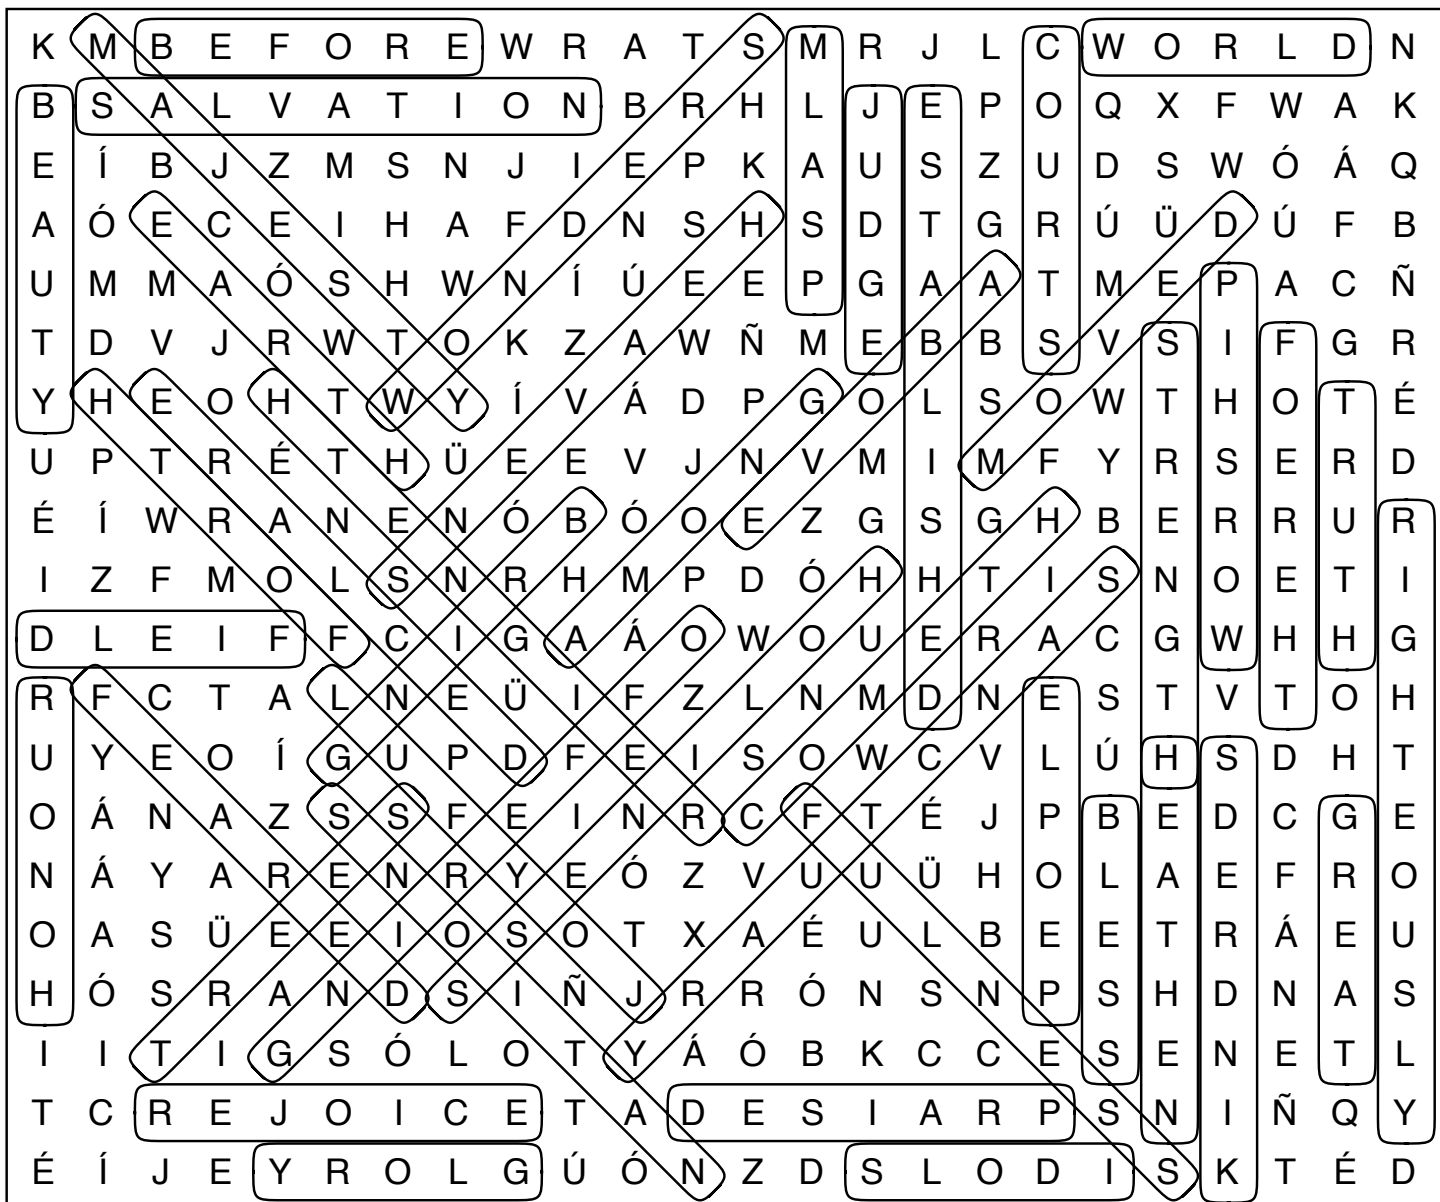 K M B E F O R E W R A T S M R J L C W O R L D N
B S A L V A T I O N B R H L J E P O Q X F W A K
E Í B J Z M S N J I E P K A U S Z U D S W Ó Á Q
A Ó E C E I H A F D N S H S D T G R Ú Ü D Ú F B
U M M A Ó S H W N Í Ú E E P G A A T M E P A C Ñ
T D V J R W T O K Z A W Ñ M E B B S V S I F G R
Y H E O H T W Y Í V Á D P G O L S O W T H O T É
U P T R É T H Ü E E V J N V M I M F Y R S E R D
É Í W R A N E N Ó B Ó O E Z G S G H B E R R U R
I Z F M O L S N R H M P D Ó H H T I S N O E T I
D L E I F F C I G A Á O W O U E R A C G W H H G
R F C T A L N E Ü I F Z L N M D N E S T V T O H
U Y E O Í G U P D F E I S O W C V L Ú H S D H T
O Á N A Z S S F E I N R C F T É J P B E D C G E
N Á Y A R E N R Y E Ó Z V U U Ü H O L A E F R O
O A S Ü E E I O S O T X A É U L B E E T R Á E U
H Ó S R A N D S I Ñ J R R Ó N S N P S H D N A S
I I T I G S Ó L O T Y Á Ó B K C C E S E N E T L
T C R E J O I C E T A D E S I A R P S N I Ñ Q Y
É Í J E Y R O L G Ú Ó N Z D S L O D I S K T É D